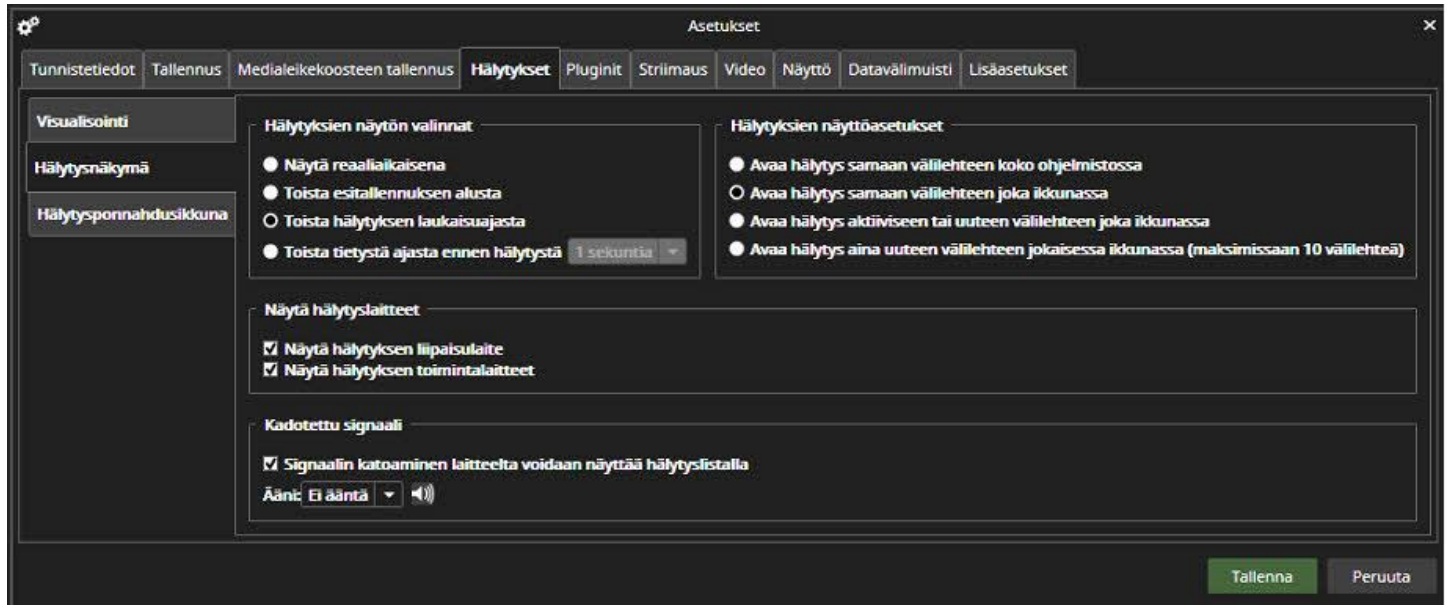 Asetukset
Tunnistetiedot Tallennus Medialeikekoosteen tallennus Hälytykset Pluginit Striimaus Video Näyttö Datavälimuisti Lisäasetukset
Visualisointi
Hälytysnäkymä
Hälytysponnahdusikkuna
Hälytyksien näytön valinnat
Näytä reaaliaikaisena
Toista esitallennuksen alusta
Toista hälytyksen laukaisuajasta
Toista tietystä ajasta ennen hälytystä 1 sekuntia
Hälytyksien näyttöasetukset
Avaa hälytys samaan välilehteen koko ohjelmistossa
Avaa hälytys samaan välilehteen joka ikkunassa
Avaa hälytys aktiiviseen tai uuteen välilehteen joka ikkunassa
Avaa hälytys aina uuteen välilehteen jokaisessa ikkunassa (maksimissaan 10 välilehteä)
Näytä hälytyslaitteet
Näytä hälytyksen liipaisulaite
Näytä hälytyksen toimintalaitteet
Kadotettu signaali
Signaalin katoaminen laitteelta voidaan näyttää hälytyslistalla
Ääni: Ei ääntä
Tallenna Peruuta